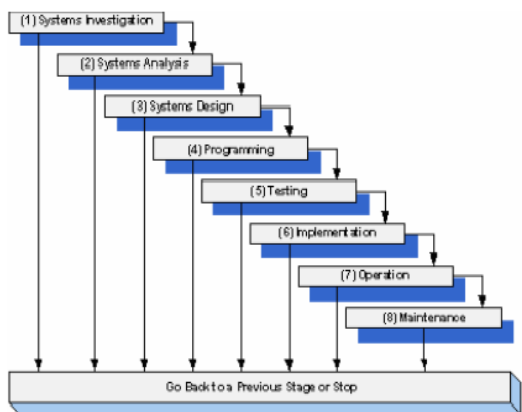 (1) Systems Investigation
(2) Systems Analysis
(3) Systems Design
(4) Programming
(5) Testing
(6) Implementation
(7) Operation
(8) Maintenance
Go Back to a Previous Stage or Stop